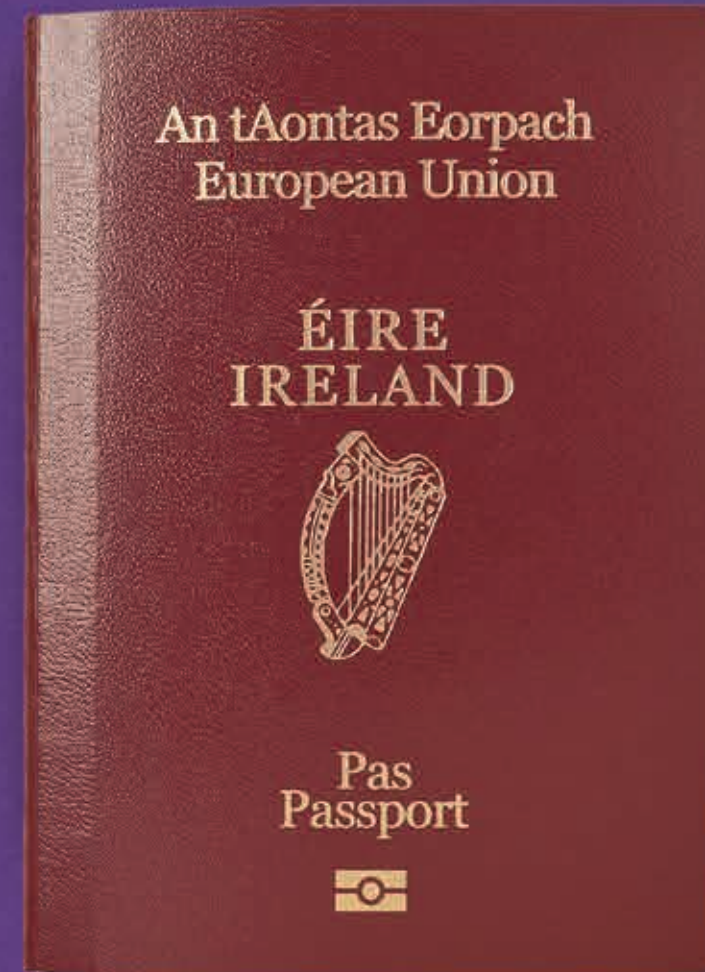 An tAontas Eorpach
European Union
ÉIRE
IRELAND
Pas
Passport